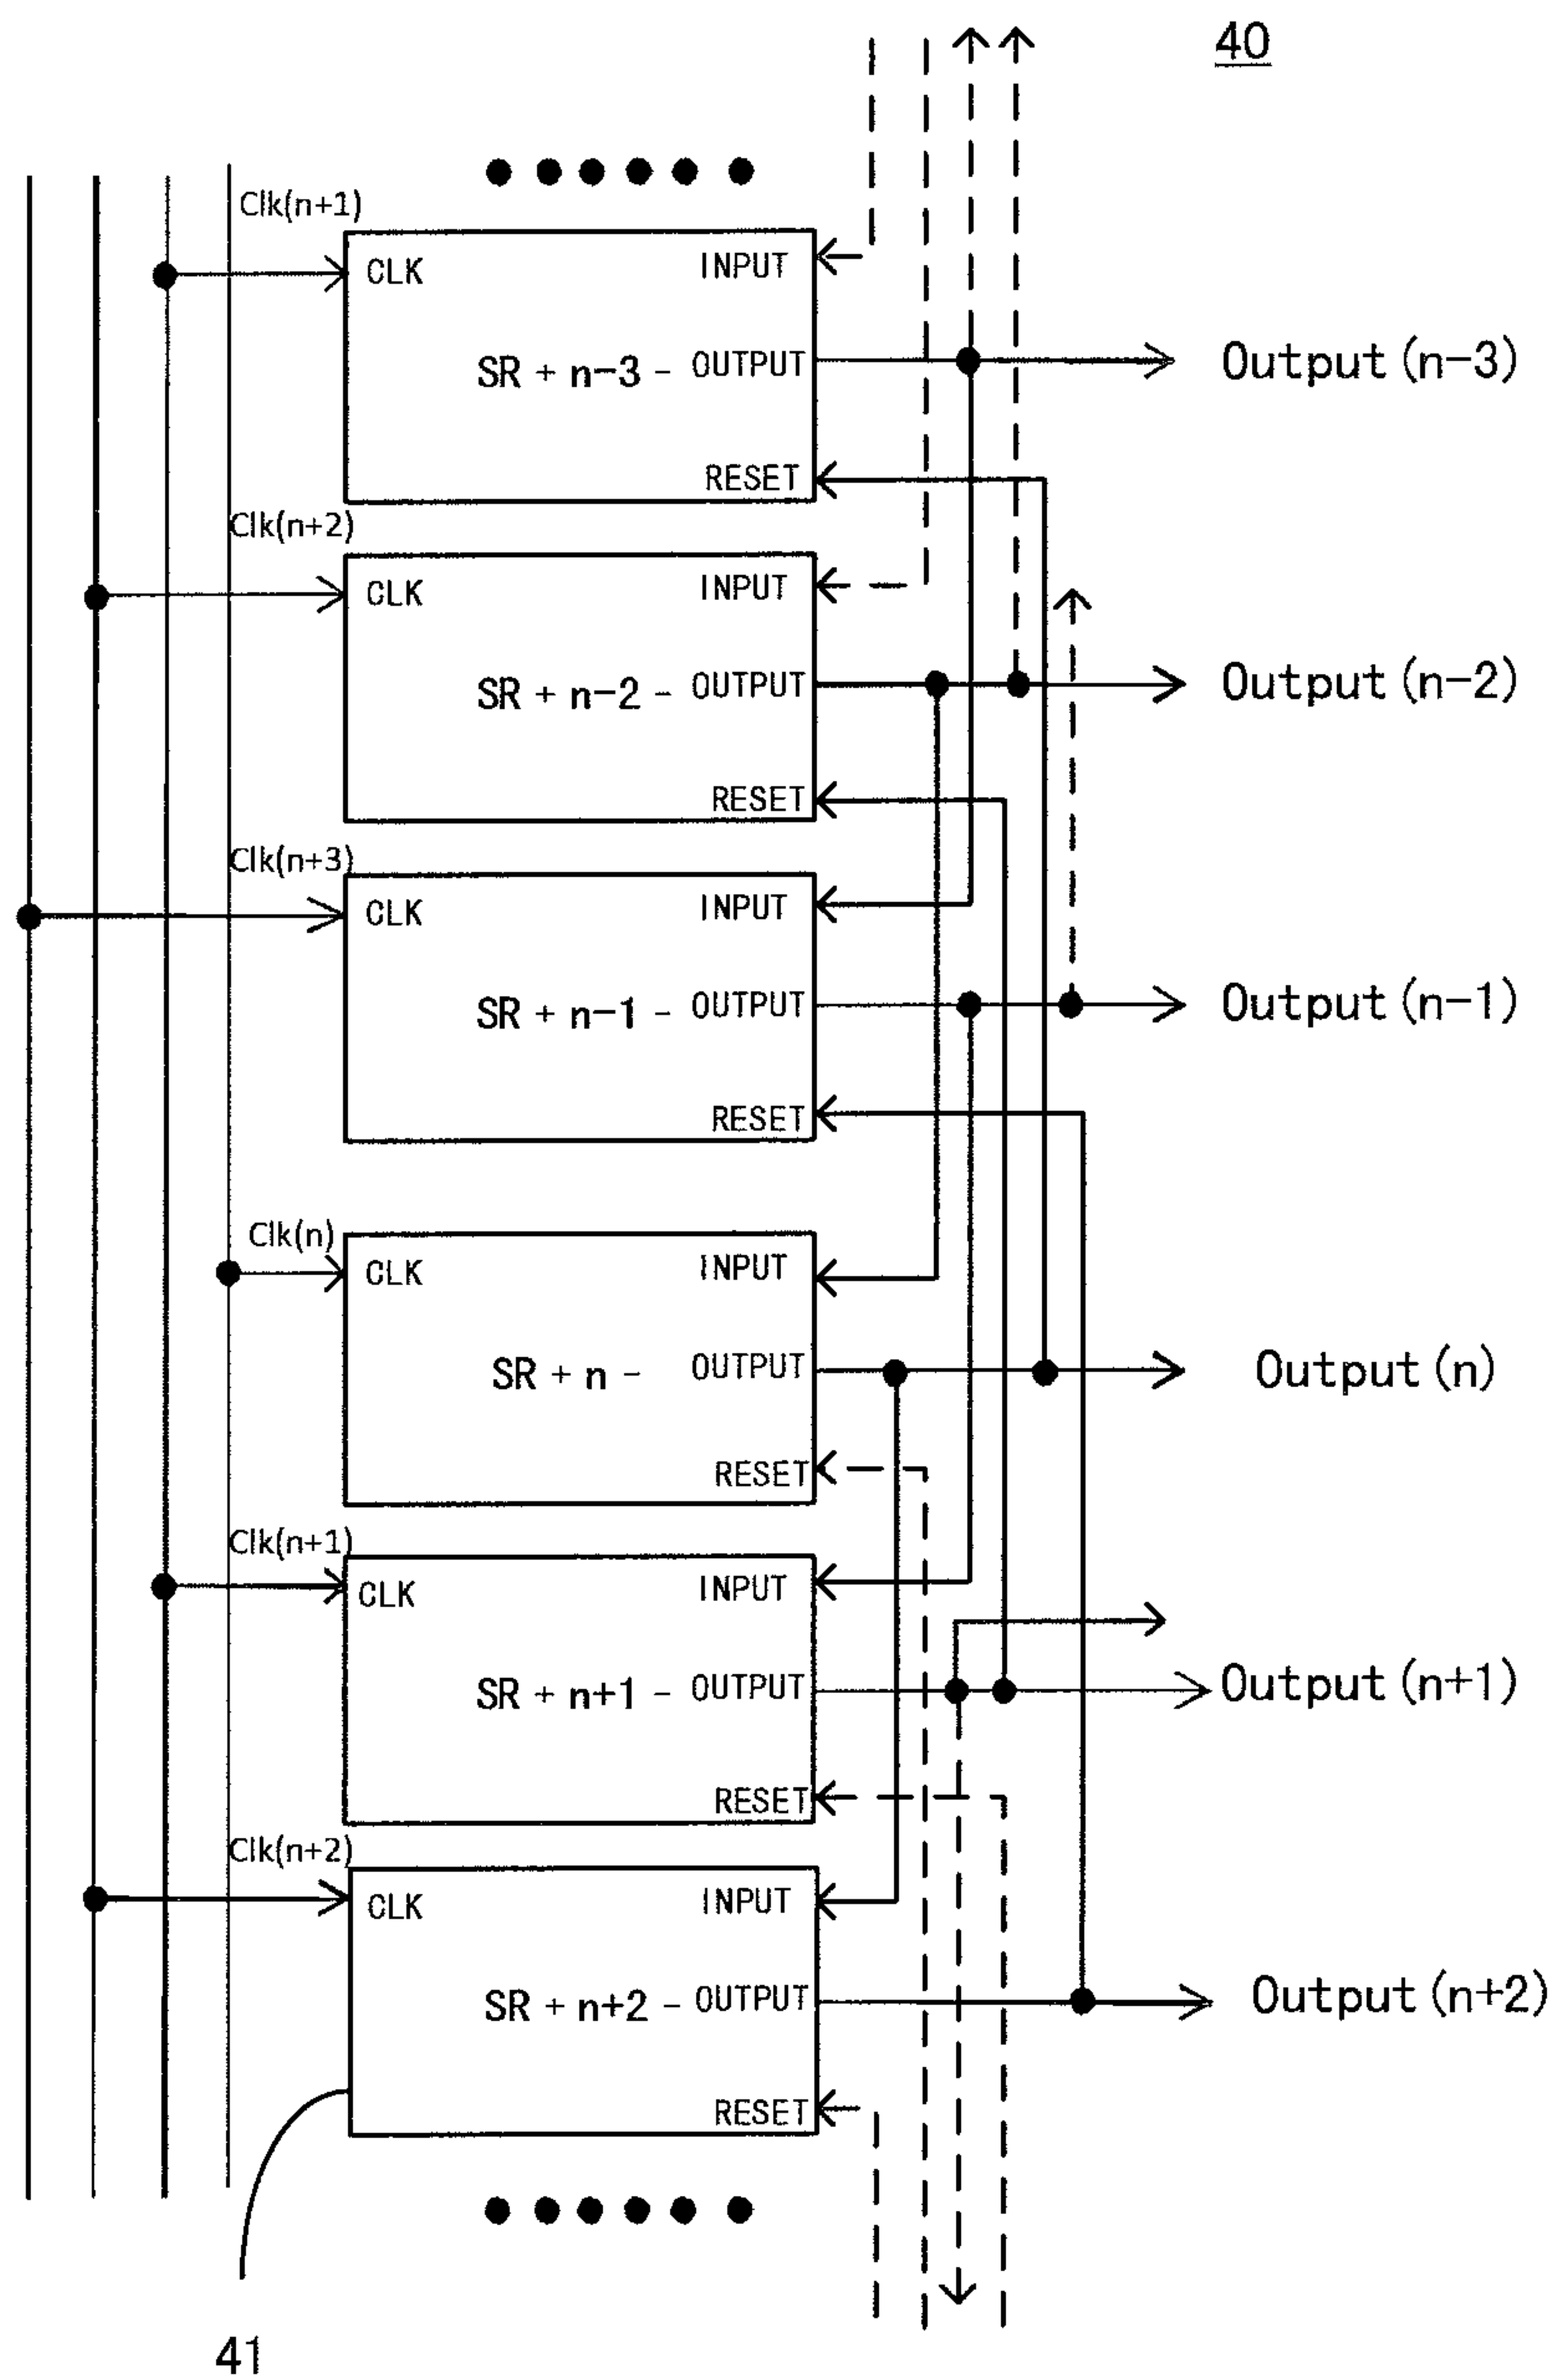 40
Clk(n+1)
CLK
INPUT
SR + n-3 - OUTPUT
Output(n-3)
RESET
Clk(n+2)
CLK
INPUT
SR + n-2 - OUTPUT
Output(n-2)
RESET
Clk(n+3)
CLK
INPUT
SR + n-1 - OUTPUT
Output(n-1)
RESET
Clk(n)
CLK
INPUT
SR + n - OUTPUT
Output(n)
RESET
Clk(n+1)
CLK
INPUT
SR + n+1 - OUTPUT
Output(n+1)
RESET
Clk(n+2)
CLK
INPUT
SR + n+2 - OUTPUT
Output(n+2)
RESET
41